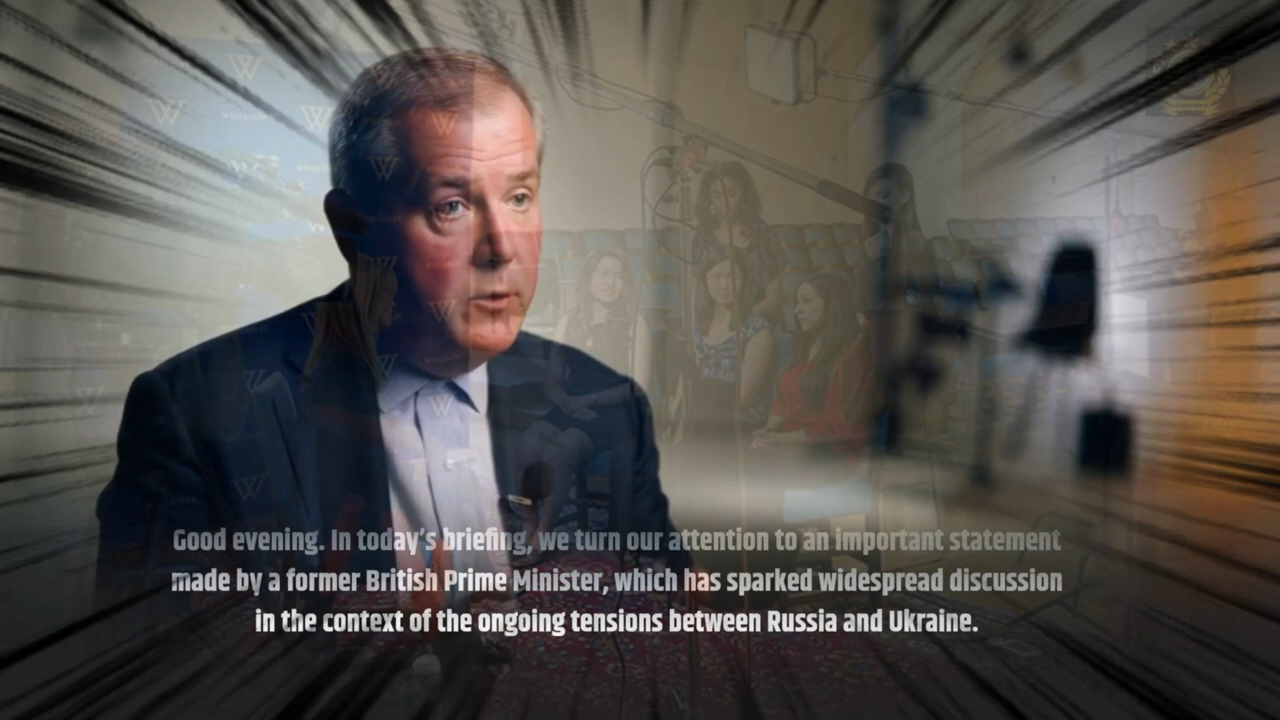 W
W
W
W
W
W
W
W
W
W
Good evening. In today's briefing, we turn our attention to an important statement
made by a former British Prime Minister, which has sparked widespread discussion
in the context of the ongoing tensions between Russia and Ukraine.